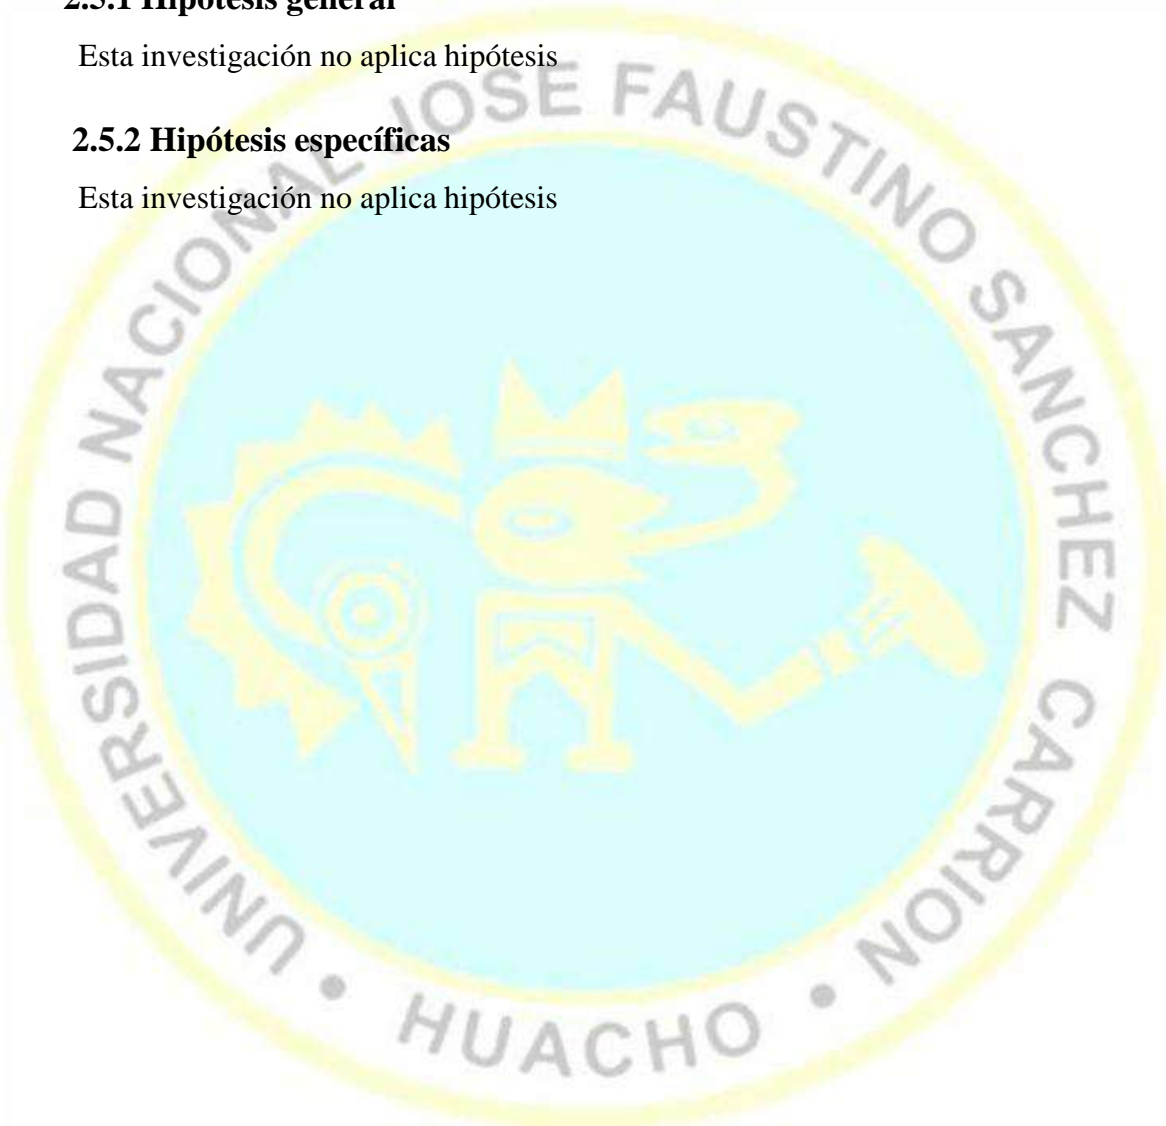 2.5.1 Hipótesis general
Esta investigación no aplica hipótesis
2.5.2 Hipótesis específicas
Esta investigación no aplica hipótesis
UNIVERSIDAD NACIONAL JOSE FAUSTINO SANCHEZ CARRION
• HUACHO •